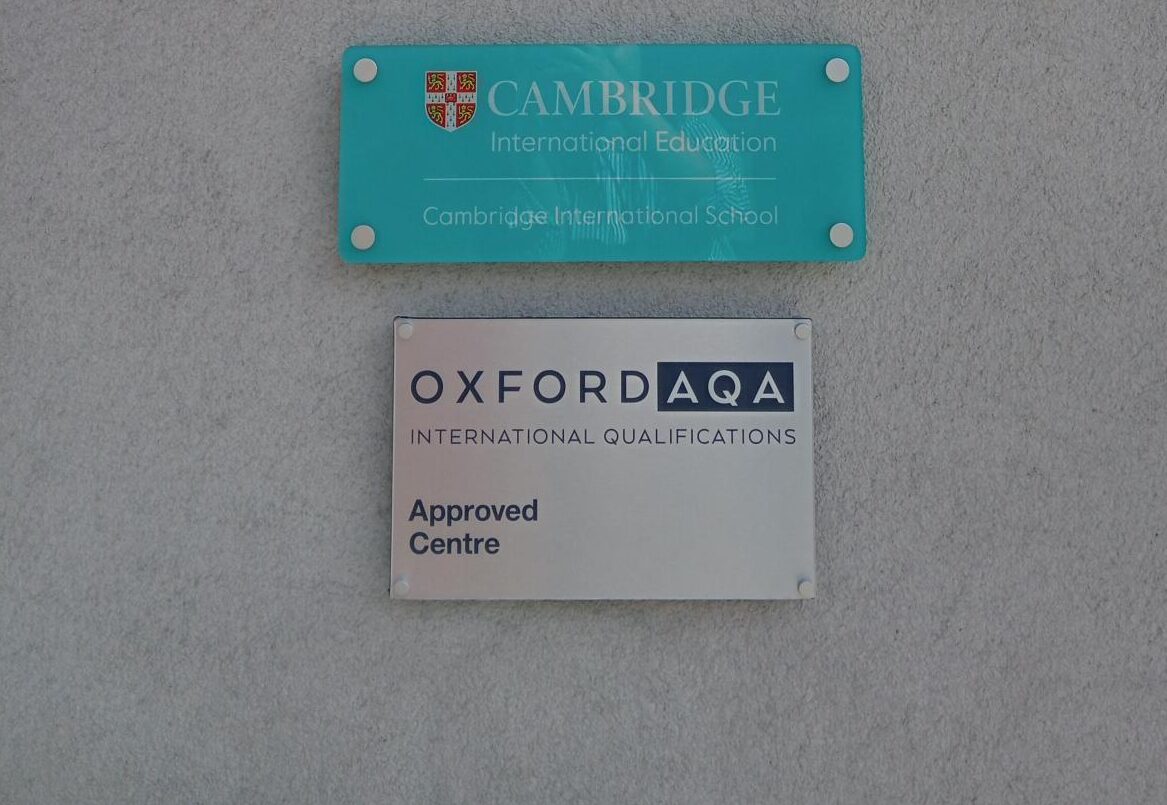 CAMBRIDGE
International Education
Cambridge International School
OXFORDAQA
INTERNATIONAL QUALIFICATIONS
Approved
Centre